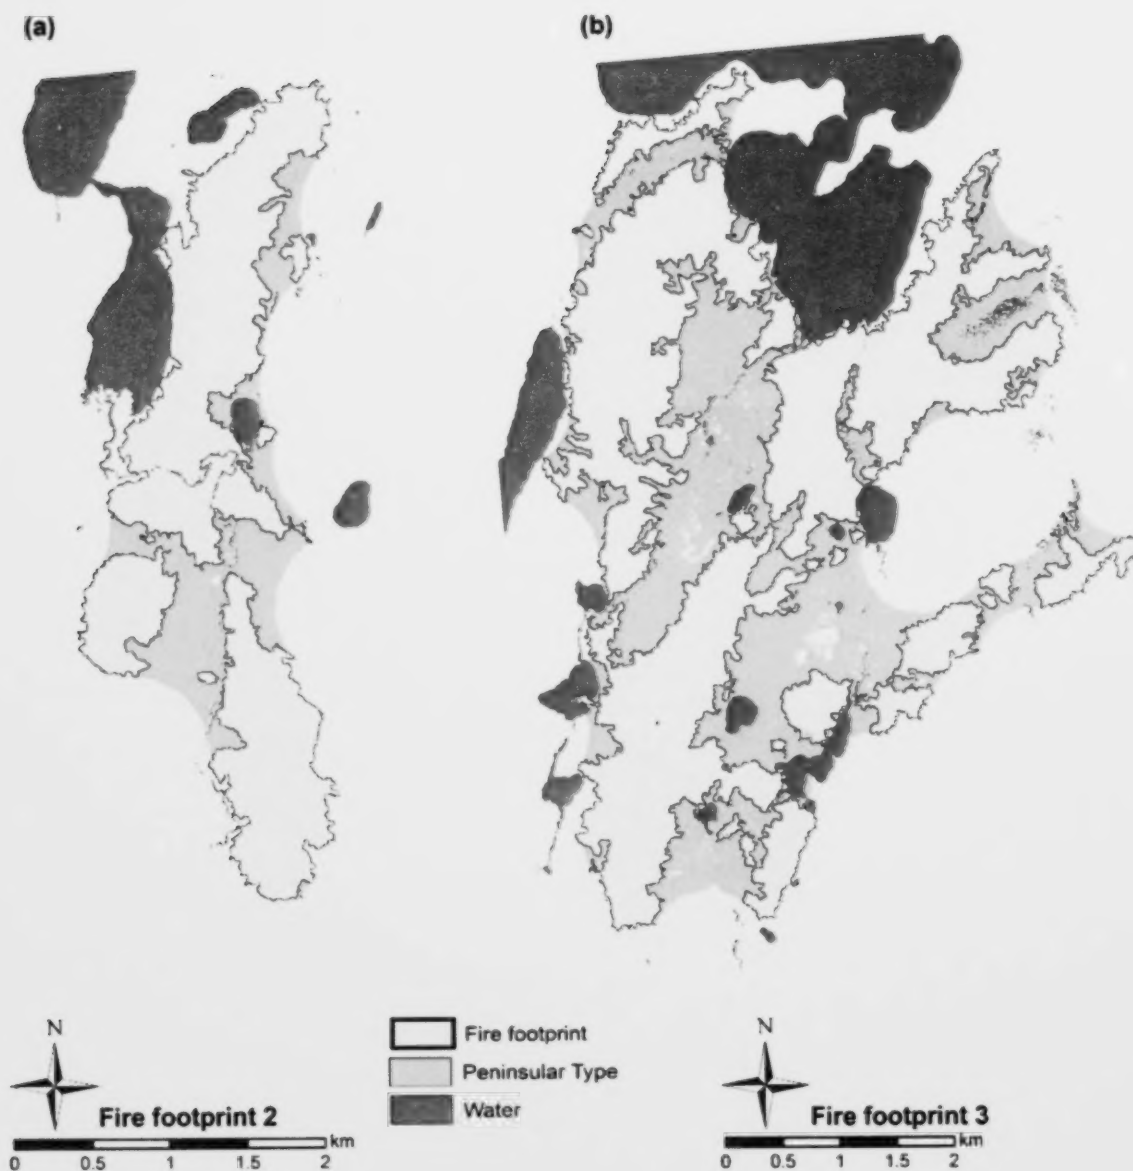 (a)
(b)
N
Fire footprint 2
km
0 0.5 1 1.5 2
Fire footprint
Peninsular Type
Water
N
Fire footprint 3
km
0 0.5 1 1.5 2